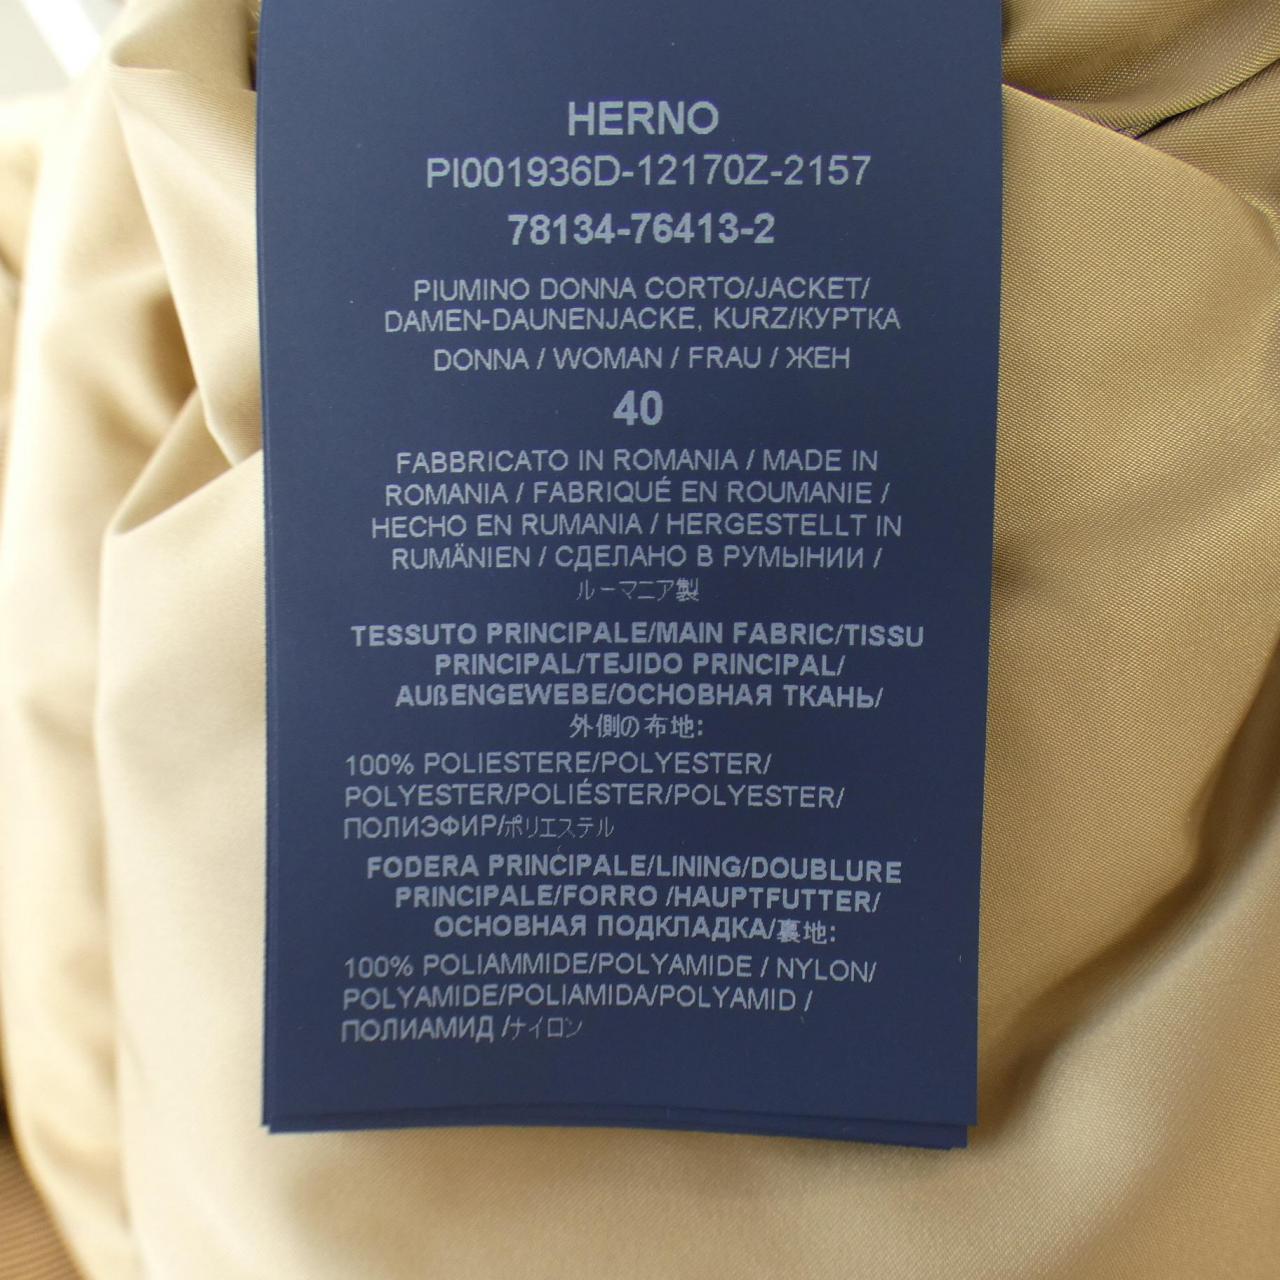 HERNO
PI001936D-12170Z-2157
78134-76413-2
PIUMINO DONNA CORTO/JACKET/
DAMEN-DAUNENJACKE, KURZ/КУРТКА
DONNA / WOMAN / FRAU / ЖЕН
40
FABBRICATO IN ROMANIA / MADE IN
ROMANIA / FABRIQUÉ EN ROUMANIE /
HECHO EN RUMANIA / HERGESTELLT IN
RUMÄNIEN / СДЕЛАНО В РУМЫНИИ /
ルーマニア製
TESSUTO PRINCIPALE/MAIN FABRIC/TISSU
PRINCIPAL/TEJIDO PRINCIPAL/
AUßENGEWEBE/ОСНОВНАЯ ТКАНЬ/
外側の布地:
100% POLIESTERE/POLYESTER/
POLYESTER/POLIÉSTER/POLYESTER/
ПОЛИЭФИР/ポリエステル
FODERA PRINCIPALE/LINING/DOUBLURE
PRINCIPALE/FORRO /HAUPTFUTTER/
ОСНОВНАЯ ПОДКЛАДКА/裏地:
100% POLIAMMIDE/POLYAMIDE / NYLON/
POLYAMIDE/POLIAMIDA/POLYAMID /
ПОЛИАМИД /ナイロン